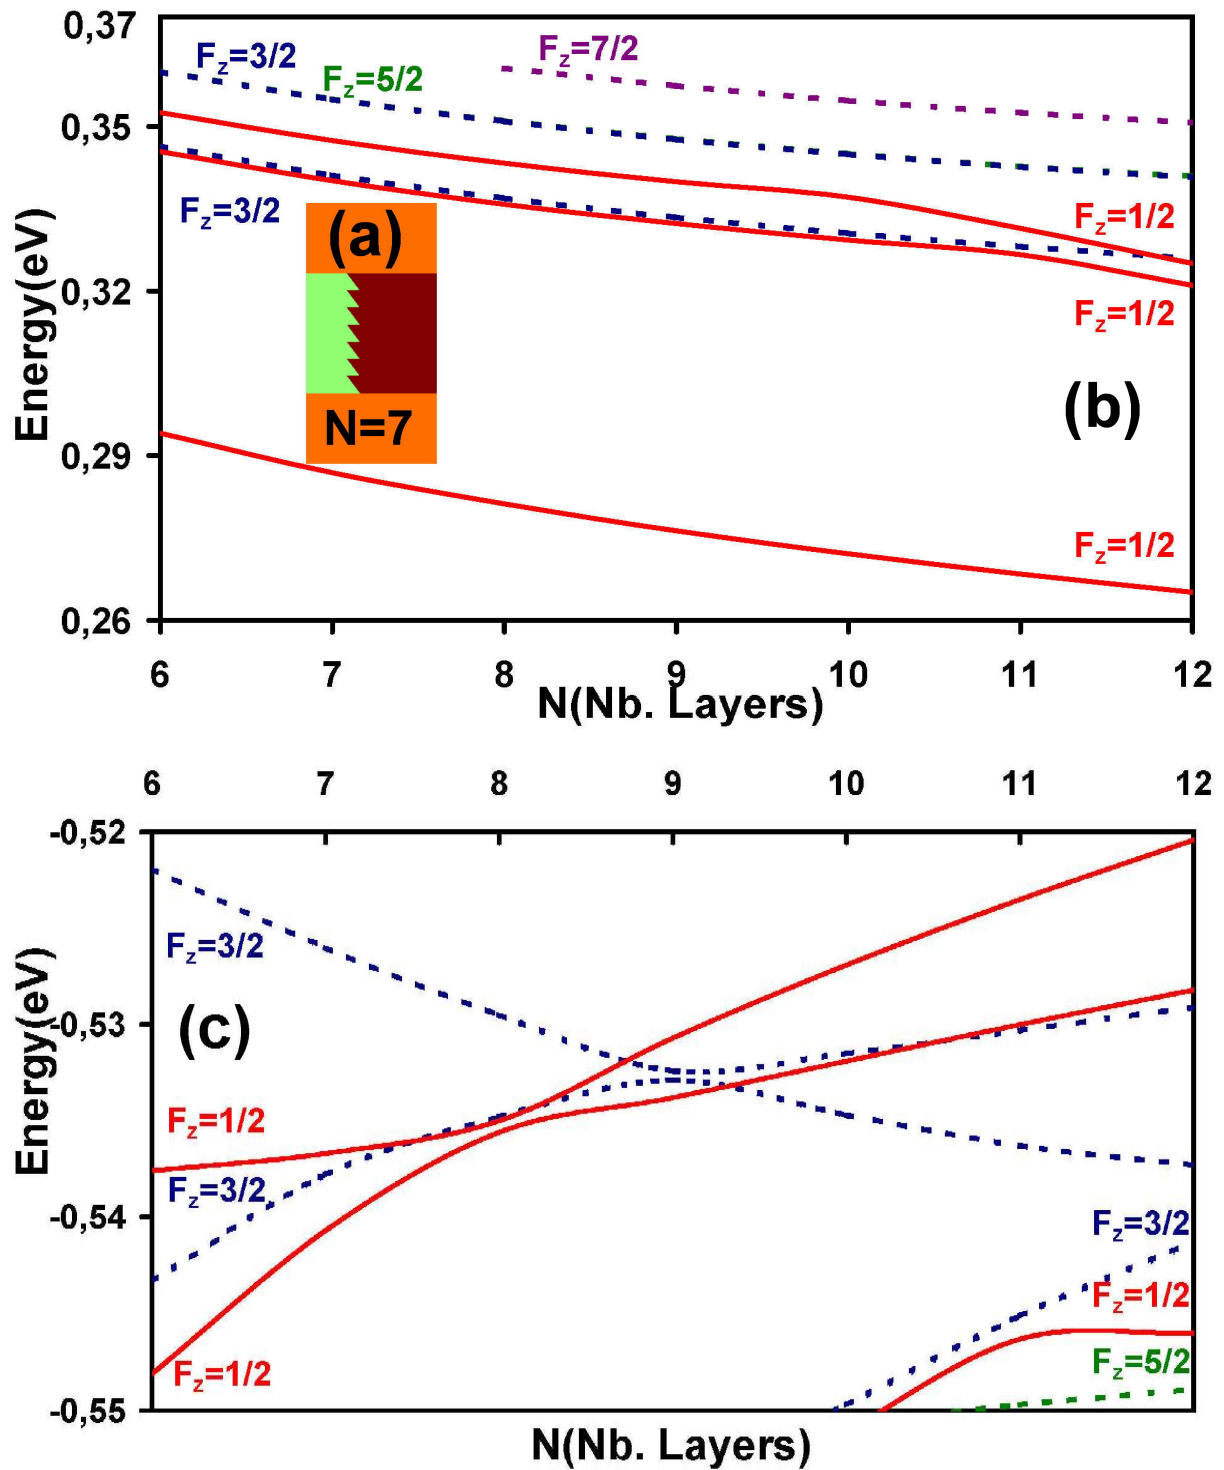 0,37
F_z=3/2
F_z=5/2
F_z=7/2
0,35
F_z=3/2
(a)
F_z=1/2
0,32
F_z=1/2
Energy(eV)
N=7
(b)
0,29
F_z=1/2
0,26
6 7 8 9 10 11 12
N(Nb. Layers)
6 7 8 9 10 11 12
-0,52
F_z=3/2
-0,53
(c)
Energy(eV)
F_z=1/2
F_z=3/2
-0,54
F_z=3/2
F_z=1/2
F_z=1/2
F_z=5/2
-0,55
N(Nb. Layers)